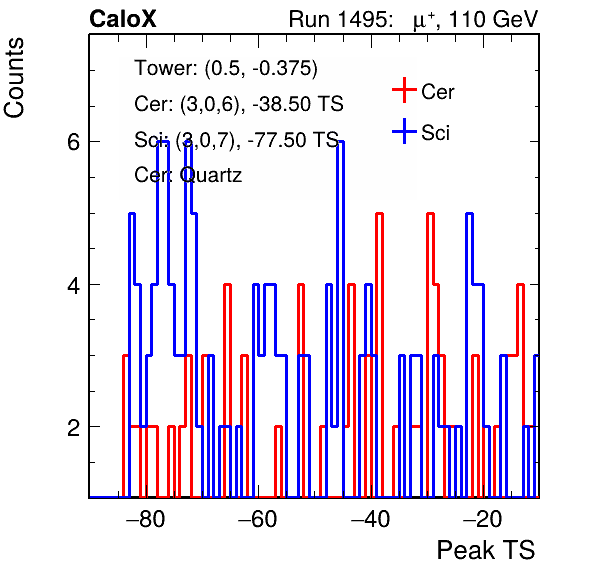 CaloX Run 1495: μ⁺, 110 GeV
Counts
Tower: (0.5, -0.375)
Cer: (3,0,6), -38.50 TS
Sci: (3,0,7), -77.50 TS
Cer: Quartz
Cer
Sci
6
4
2
−80 −60 −40 −20
Peak TS